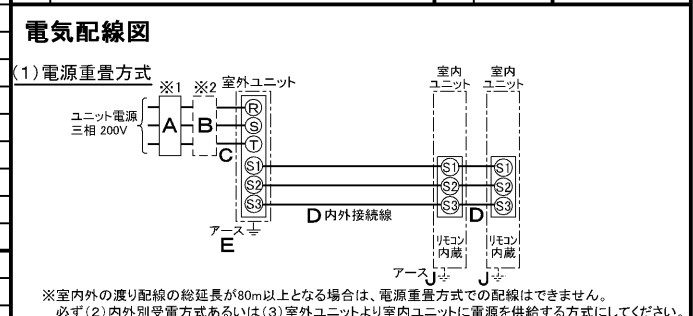 電気配線図
(1)電源重畳方式
※1 ※2 室外ユニット
室内ユニット
室内ユニット
ユニット電源
三相 200V
A
B
C
R
S
T
S1
S2
S3
S1
S2
S3
S1
S2
S3
D 内外接続線
D
アース
E
リモコン
内蔵
リモコン
内蔵
アース J
J
※室内外の渡り配線の総延長が80m以上となる場合は、電源重畳方式での配線はできません。
必ず(2)内外別受電方式あるいは(3)室外ユニットより室内ユニットに電源を供給する方式にしてください。